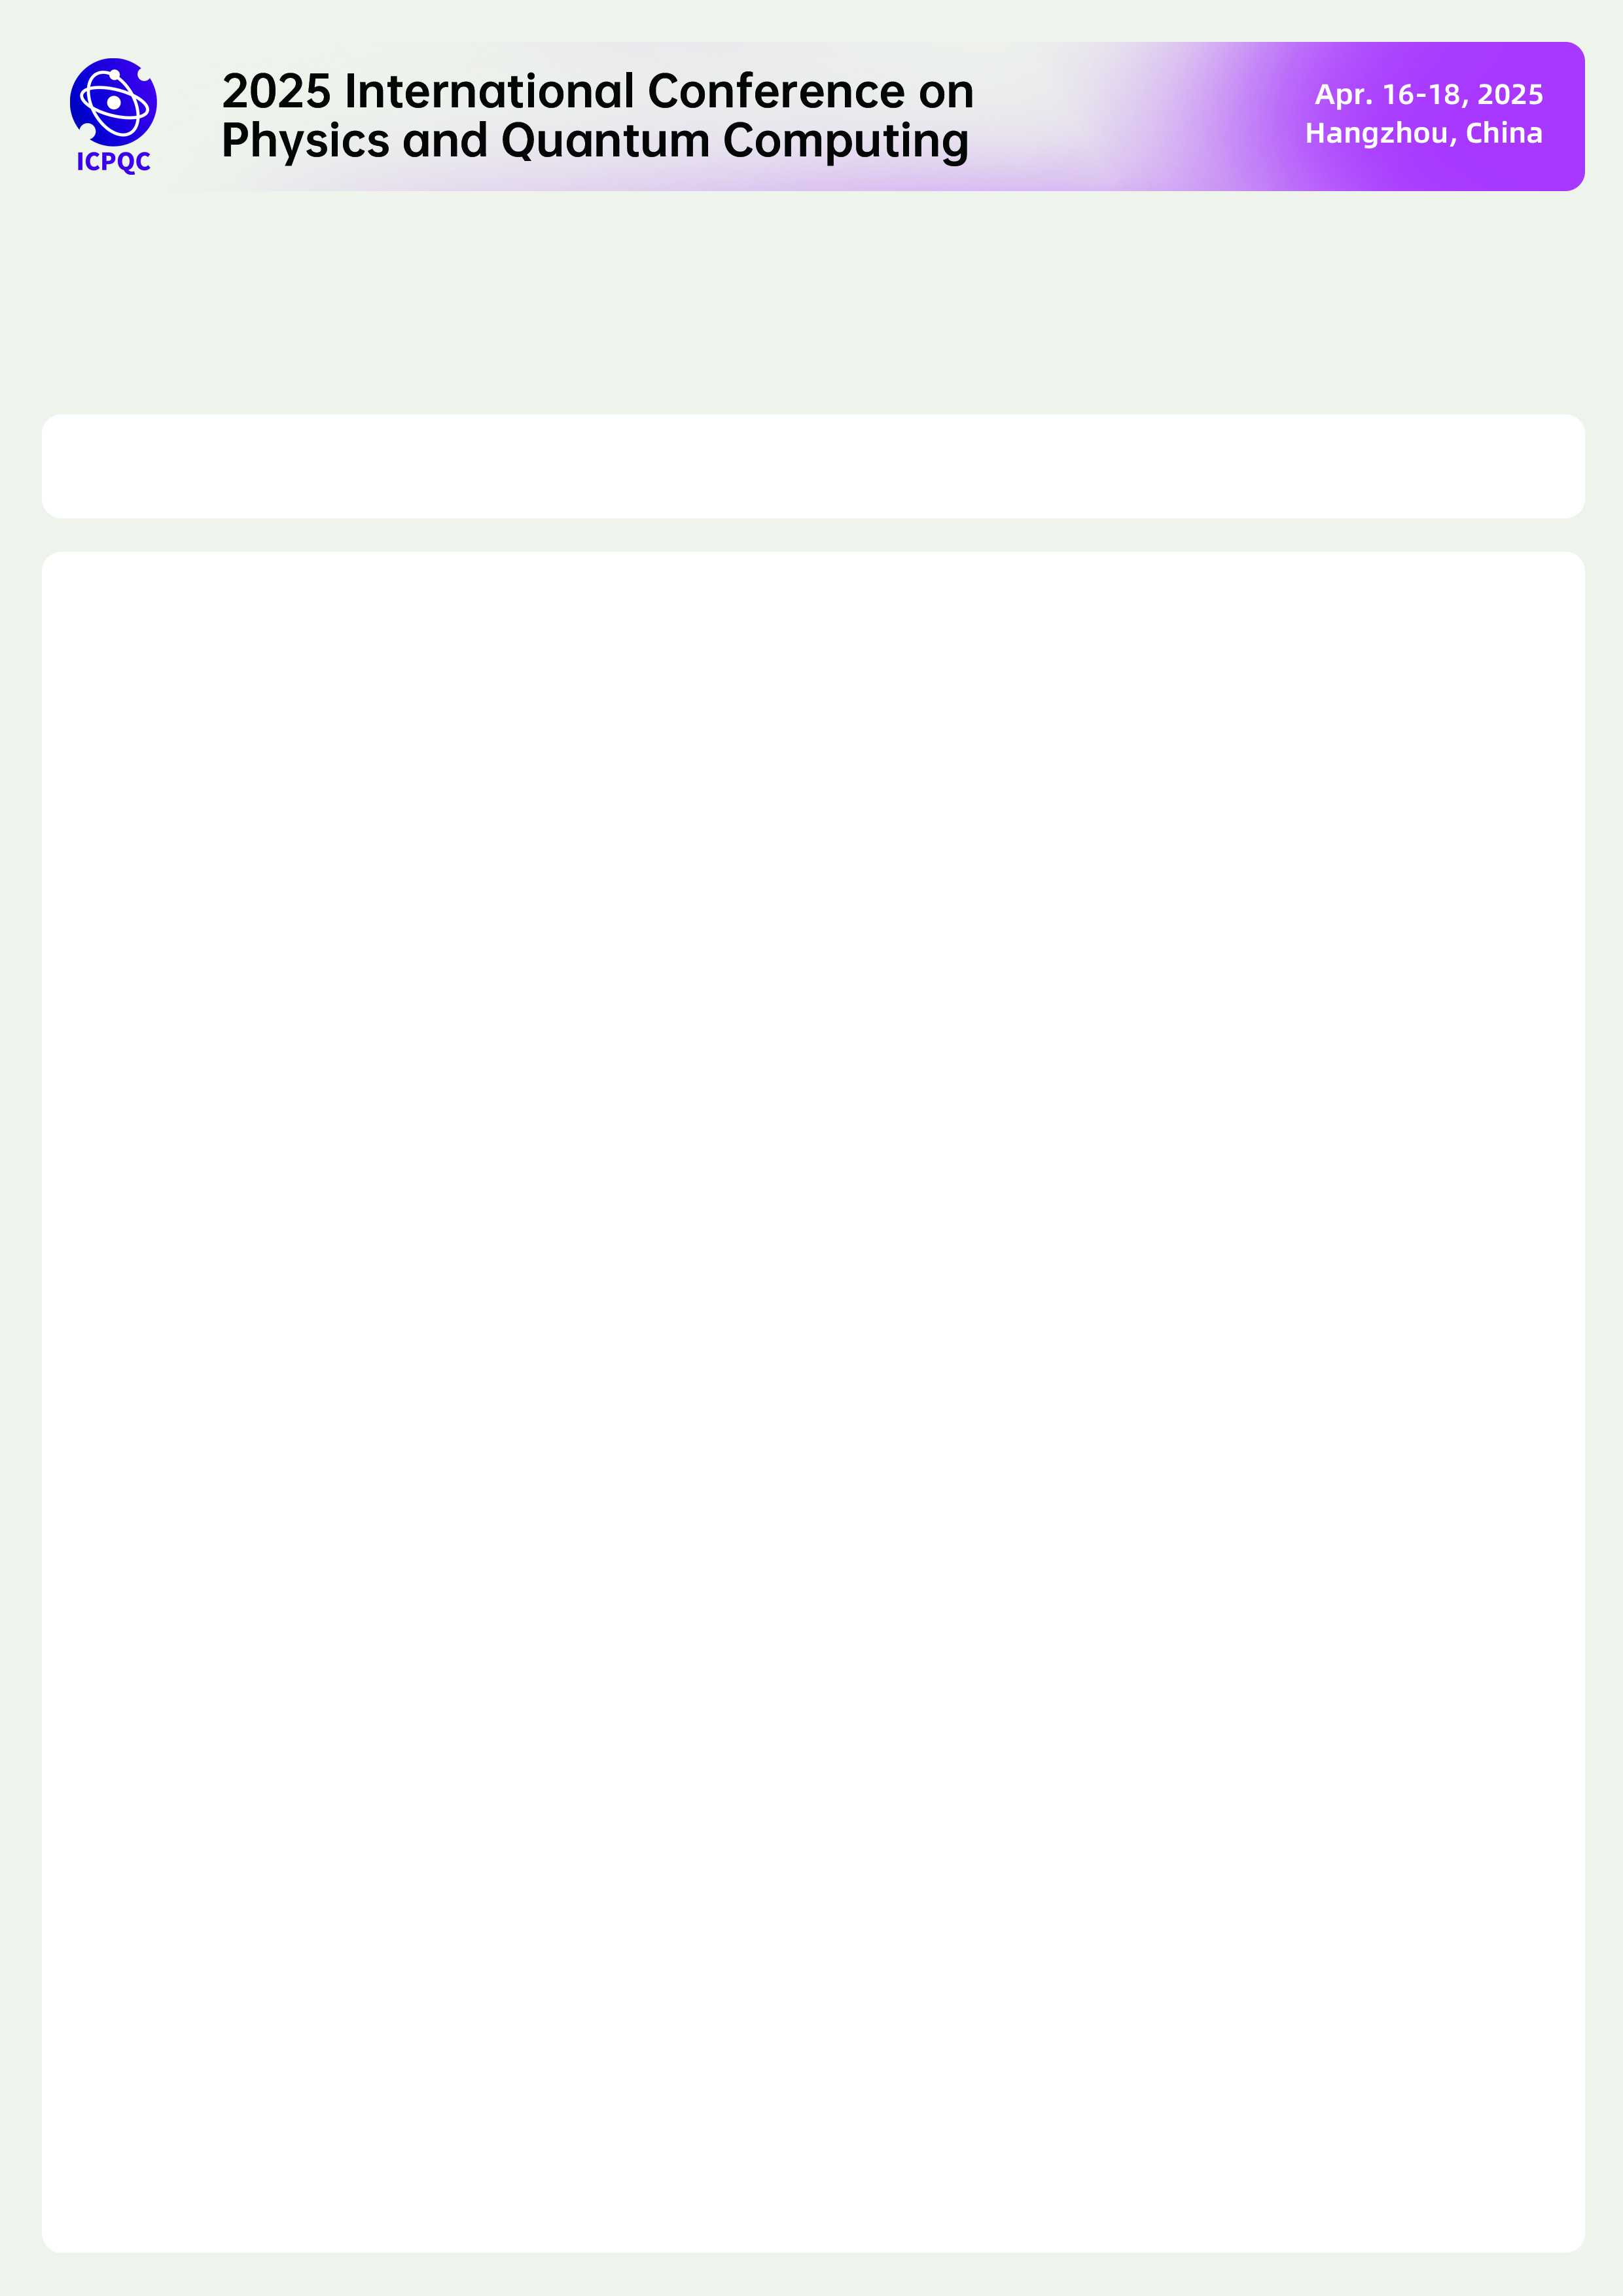 ICPQC
2025 International Conference on
Physics and Quantum Computing
Apr. 16-18, 2025
Hangzhou, China